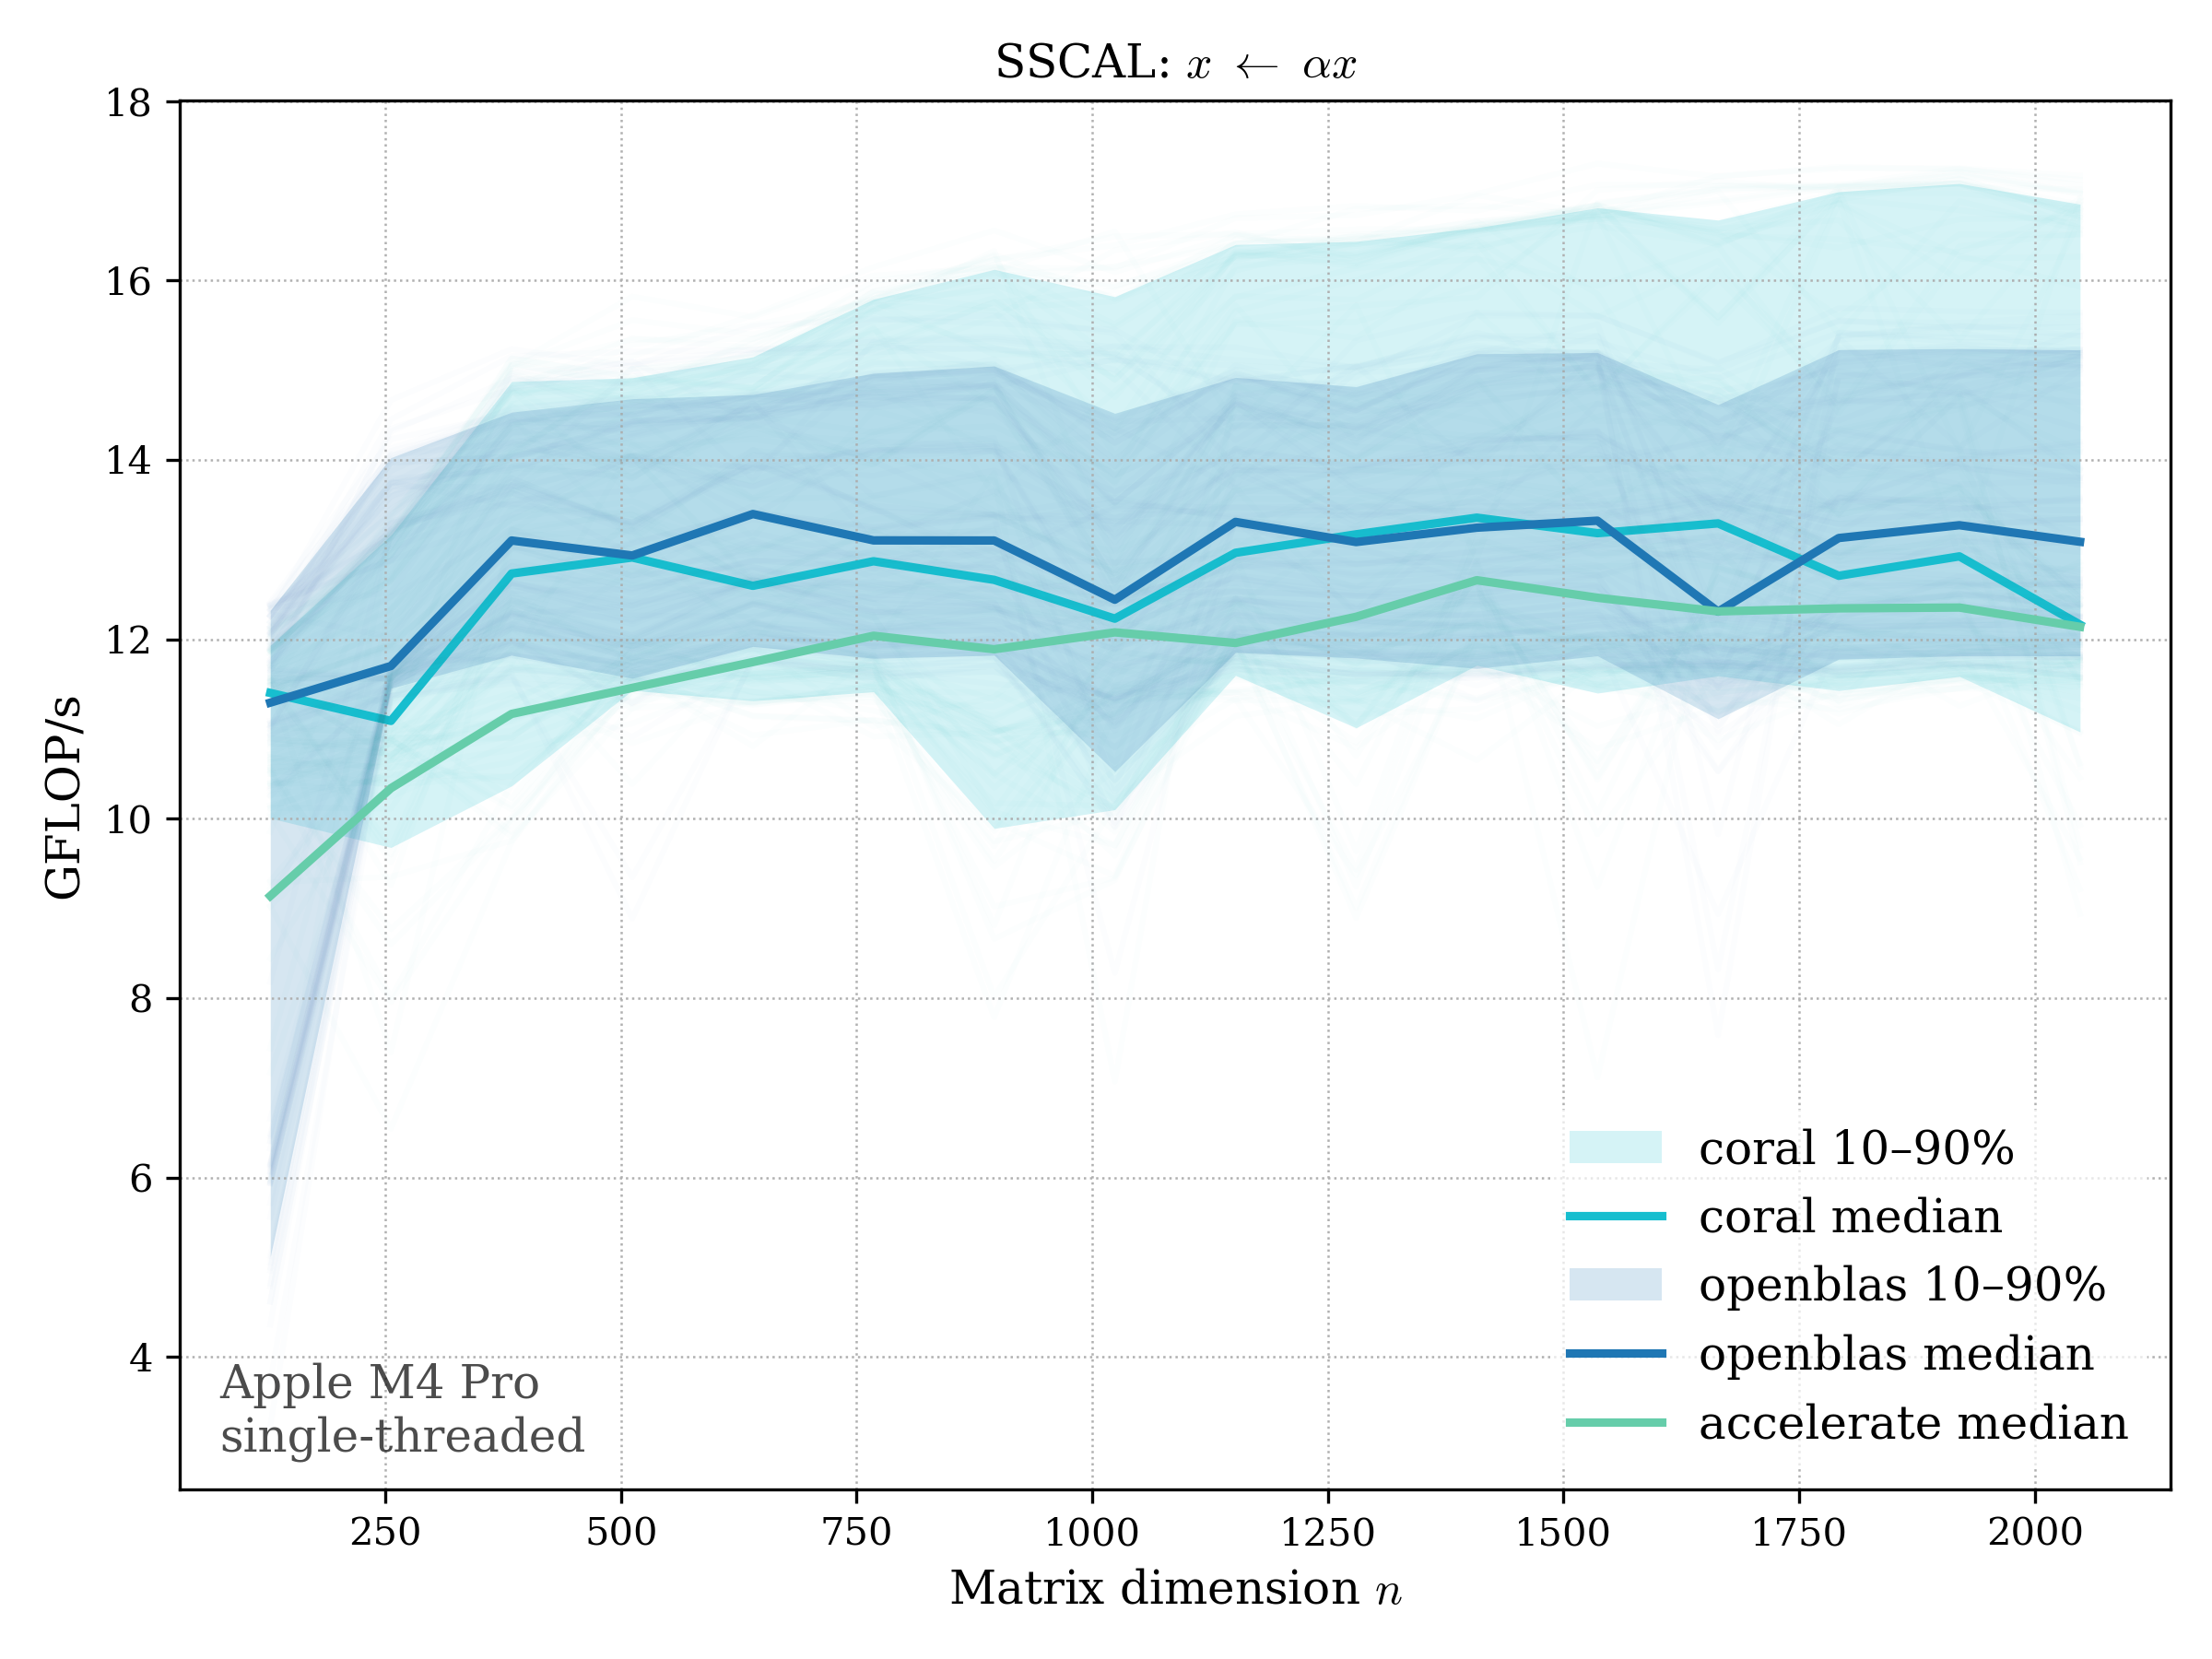 SSCAL: x ← αx
18
16
14
12
10
8
6
4
GFLOP/s
coral 10–90%
coral median
openblas 10–90%
openblas median
accelerate median
Apple M4 Pro
single-threaded
250 500 750 1000 1250 1500 1750 2000
Matrix dimension n